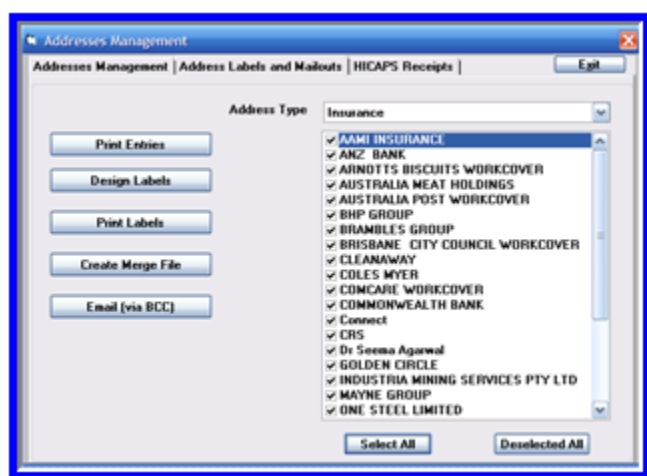 Addresses Management
Addresses Management | Address Labels and Mailouts | HICAPS Receipts |
Exit
Address Type
Insurance
Print Entries
Design Labels
Print Labels
Create Merge File
Email (via BCC)
AAMI INSURANCE
ANZ BANK
ARNOTTS BISCUITS WORKCOVER
AUSTRALIA MEAT HOLDINGS
AUSTRALIA POST WORKCOVER
BHP GROUP
BRAMBLES GROUP
BRISBANE CITY COUNCIL WORKCOVER
CLEANAWAY
COLES MYER
COMCARE WORKCOVER
COMMONWEALTH BANK
Connect
CRS
Dr Seema Agarwal
GOLDEN CIRCLE
INDUSTRIA MINING SERVICES PTY LTD
MAYNE GROUP
ONE STEEL LIMITED
Select All
Deselected All